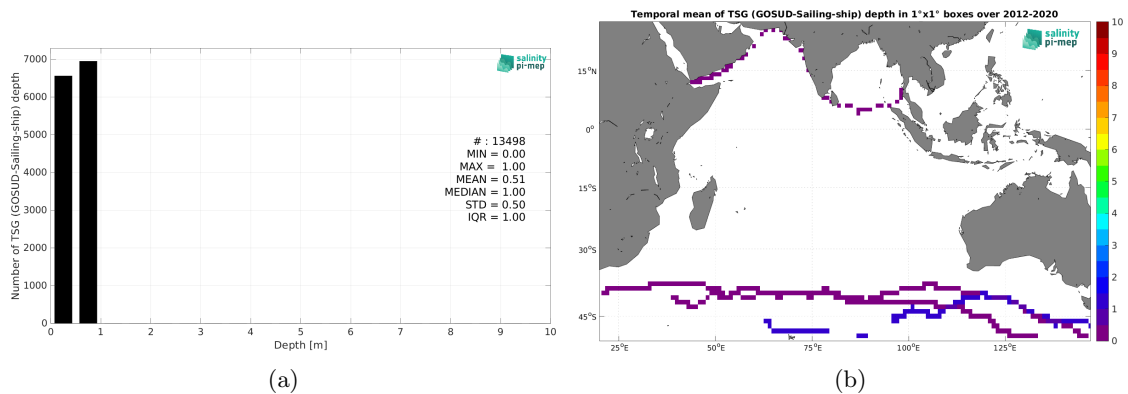 7000
6000
5000
4000
3000
2000
1000
0
Number of TSG (GOSUD-Sailing-ship) depth
salinity
pi-mep
# : 13498
MIN = 0.00
MAX = 1.00
MEAN = 0.51
MEDIAN = 1.00
STD = 0.50
IQR = 1.00
0 1 2 3 4 5 6 7 8 9 10
Depth [m]
(a)
Temporal mean of TSG (GOSUD-Sailing-ship) depth in 1°x1° boxes over 2012-2020
salinity
pi-mep
15°N
0°
15°S
30°S
45°S
25°E 50°E 75°E 100°E 125°E
10
9
8
7
6
5
4
3
2
1
0
(b)